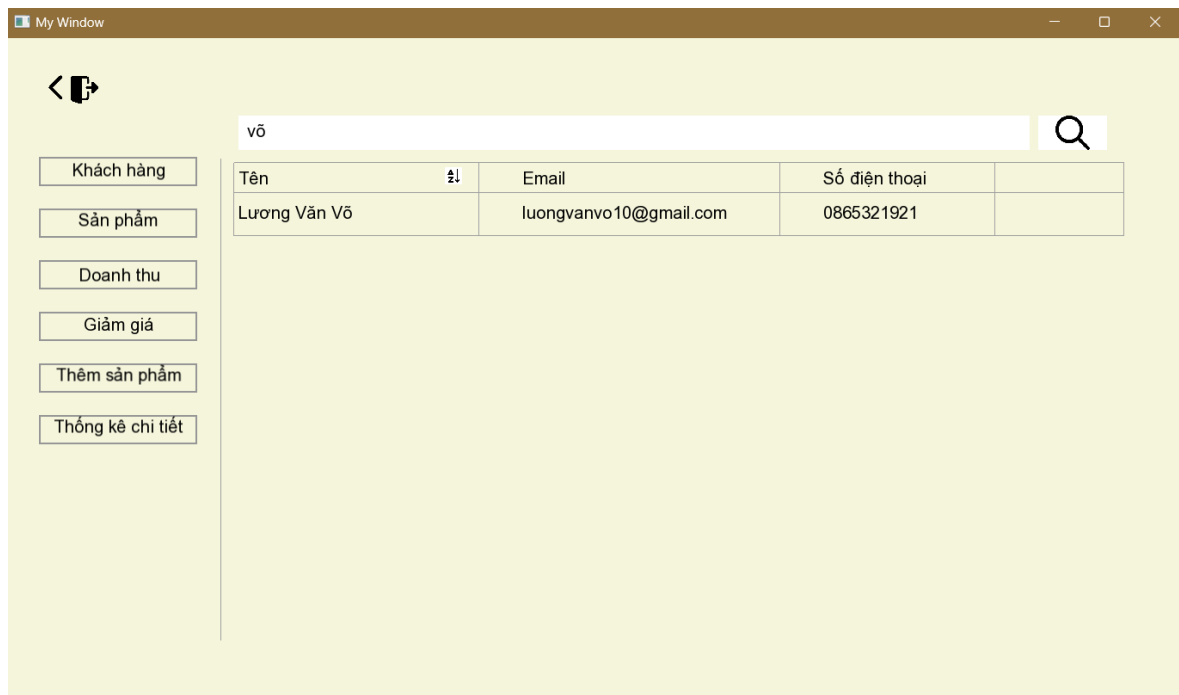 My Window
võ
Khách hàng
Sản phẩm
Doanh thu
Giảm giá
Thêm sản phẩm
Thống kê chi tiết
Tên Email Số điện thoại
Lương Văn Võ luongvanvo10@gmail.com 0865321921